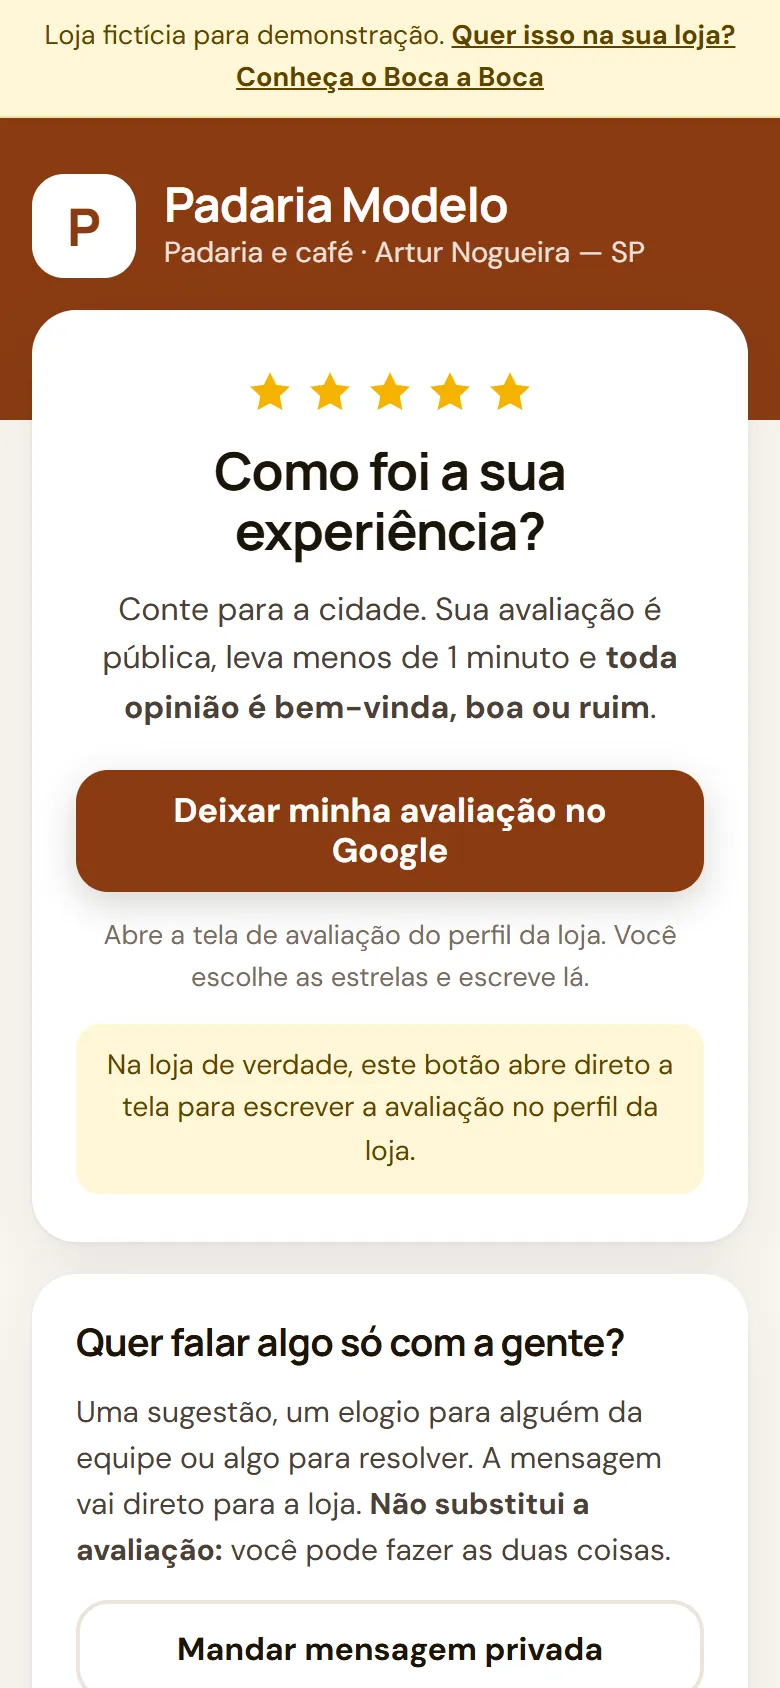 Loja fictícia para demonstração. Quer isso na sua loja?
Conheça o Boca a Boca
P
Padaria Modelo
Padaria e café · Artur Nogueira — SP
Como foi a sua
experiência?
Conte para a cidade. Sua avaliação é
pública, leva menos de 1 minuto e toda
opinião é bem-vinda, boa ou ruim.
Deixar minha avaliação no
Google
Abre a tela de avaliação do perfil da loja. Você
escolhe as estrelas e escreve lá.
Na loja de verdade, este botão abre direto a
tela para escrever a avaliação no perfil da
loja.
Quer falar algo só com a gente?
Uma sugestão, um elogio para alguém da
equipe ou algo para resolver. A mensagem
vai direto para a loja. Não substitui a
avaliação: você pode fazer as duas coisas.
Mandar mensagem privada